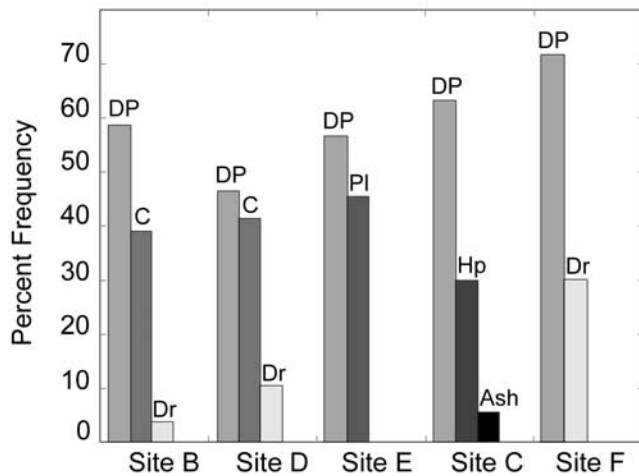 Percent Frequency
70
60
50
40
30
20
10
0
DP
C
Dr
DP
C
Dr
DP
Pl
DP
Hp
Ash
DP
Dr
Site B
Site D
Site E
Site C
Site F